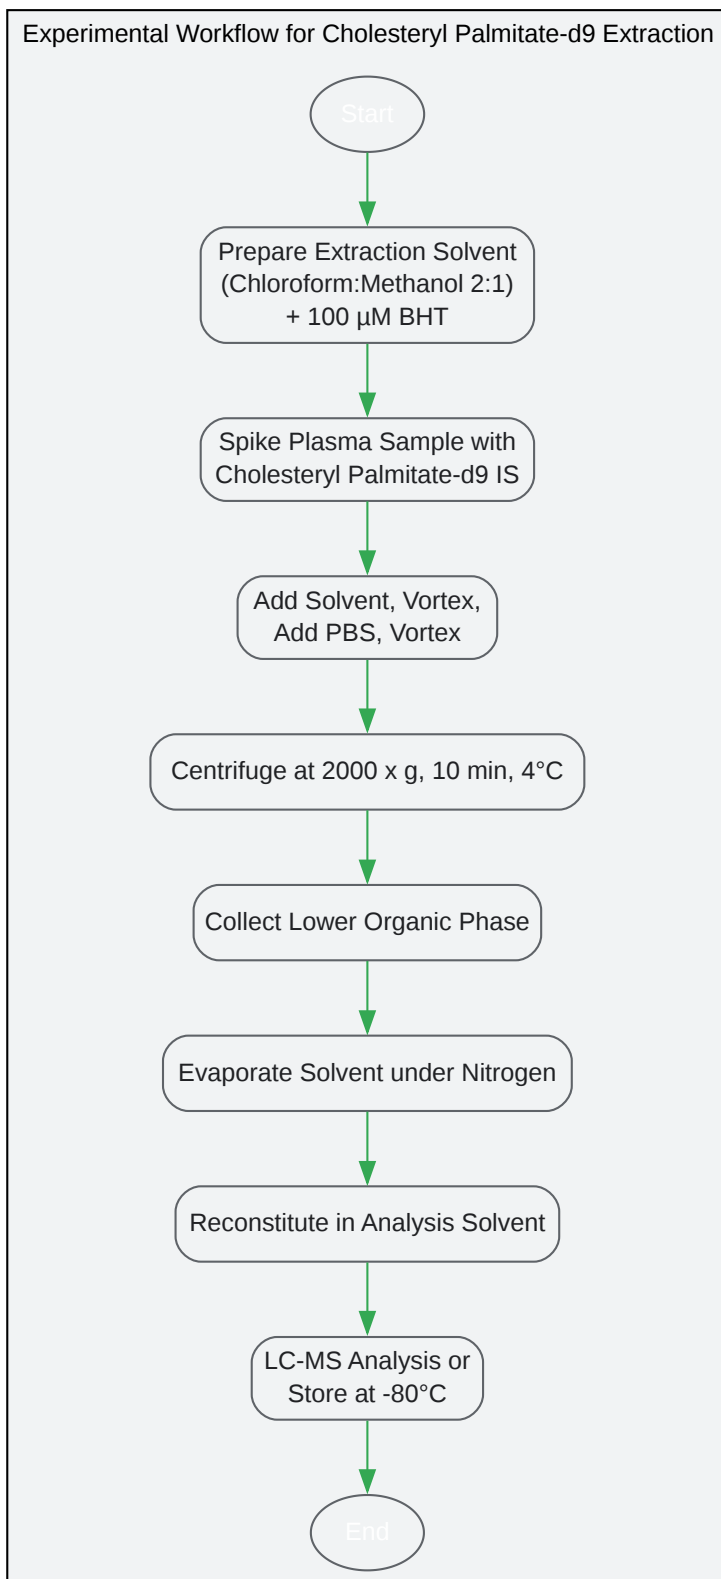 Experimental Workflow for Cholesteryl Palmitate-d9 Extraction
Start
Prepare Extraction Solvent
(Chloroform:Methanol 2:1)
+ 100 µM BHT
Spike Plasma Sample with
Cholesteryl Palmitate-d9 IS
Add Solvent, Vortex,
Add PBS, Vortex
Centrifuge at 2000 x g, 10 min, 4°C
Collect Lower Organic Phase
Evaporate Solvent under Nitrogen
Reconstitute in Analysis Solvent
LC-MS Analysis or
Store at -80°C
End